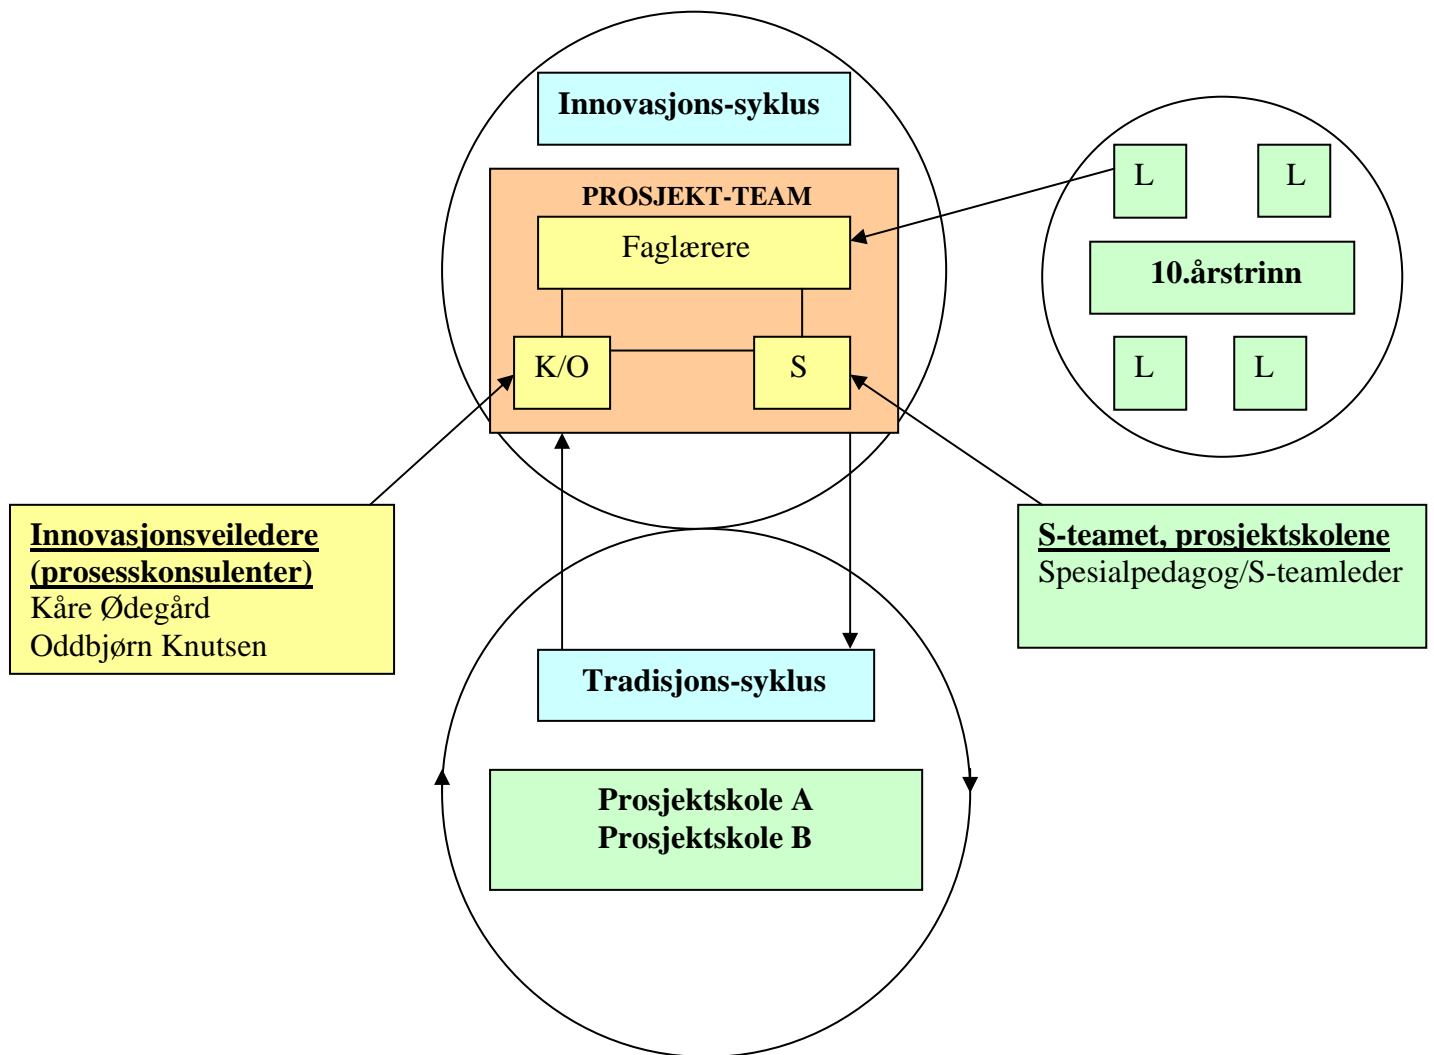 Innovasjons-syklus
PROSJEKT-TEAM
Faglærere
K/O
S
L
L
10.årstrinn
L
L
Innovasjonsveiledere
(prosesskonsulenter)
Kåre Ødegård
Oddbjørn Knutsen
S-teamet, prosjektskolene
Spesialpedagog/S-teamleder
Tradisjons-syklus
Prosjektskole A
Prosjektskole B